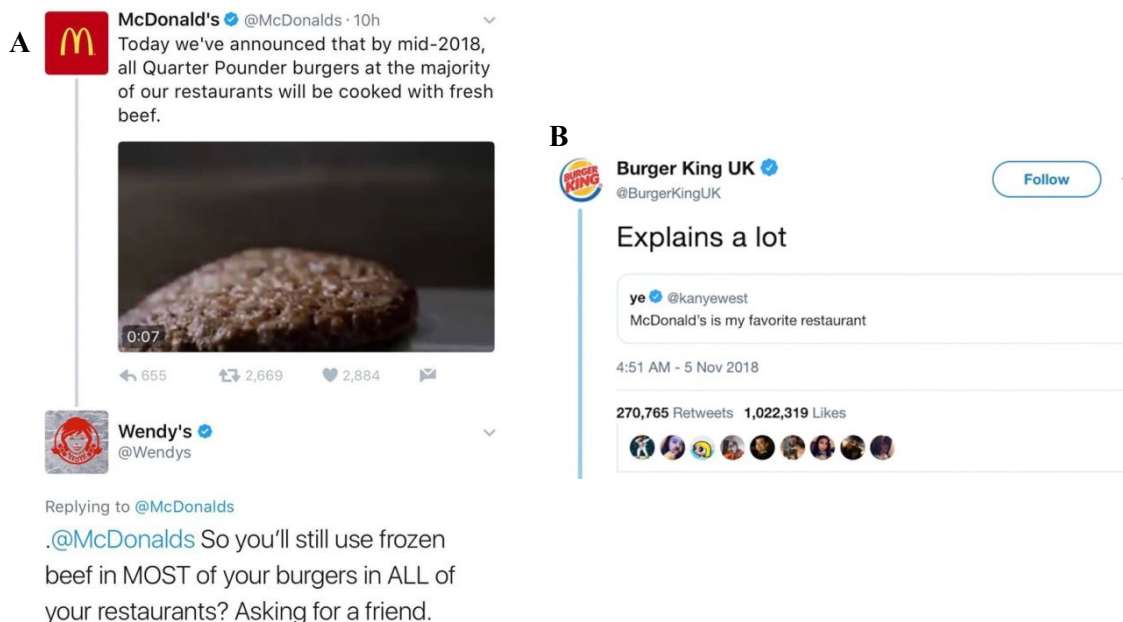 A
McDonald's @McDonalds · 10h
Today we've announced that by mid-2018,
all Quarter Pounder burgers at the majority
of our restaurants will be cooked with fresh
beef.
0:07
655 2,669 2,884
Wendy's
@Wendys
Replying to @McDonalds
.@McDonalds So you'll still use frozen
beef in MOST of your burgers in ALL of
your restaurants? Asking for a friend.
B
BURGER
KING
Burger King UK
@BurgerKingUK
Follow
Explains a lot
ye @kanyewest
McDonald's is my favorite restaurant
4:51 AM - 5 Nov 2018
270,765 Retweets 1,022,319 Likes